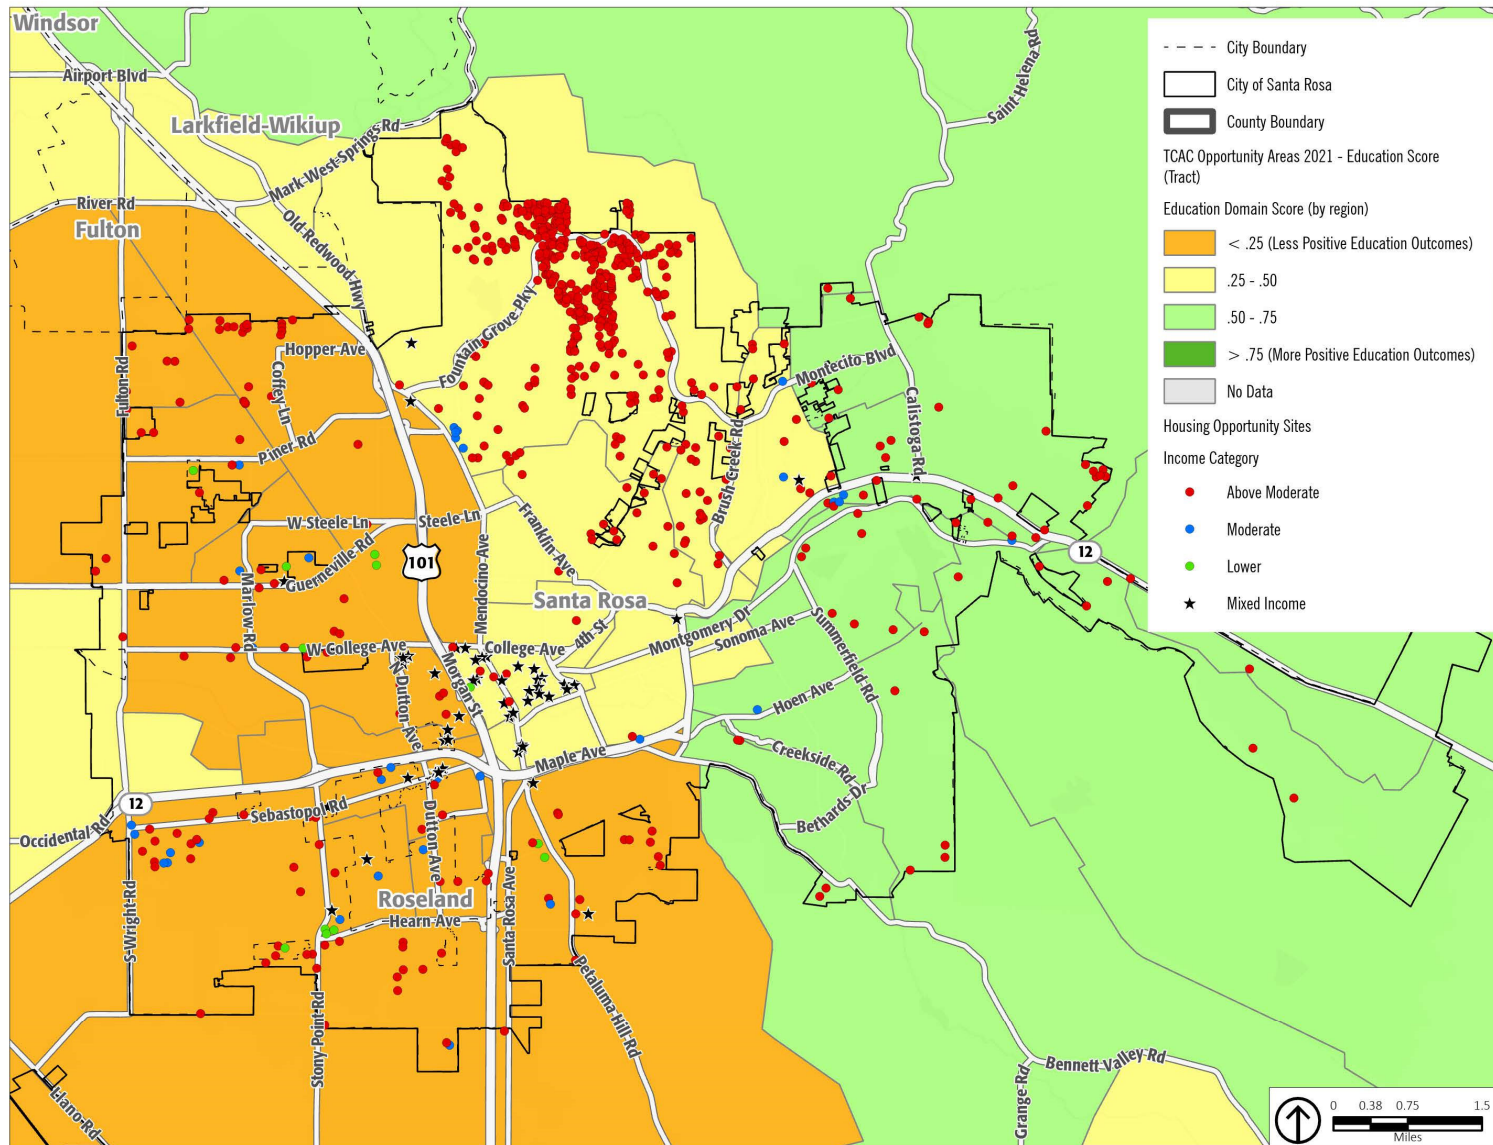 Windsor
Airport Blvd
Larkfield-Wikiup
Mark West Springs Rd
Saint Helena Rd
River Rd
Fulton
Old Redwood Hwy
Fountain Grove Pky
Hopper Ave
Coffey Ln
Fulton Rd
Piner Rd
Montecito Blvd
Calistoga Rd
Brush Creek Rd
W Steele Ln
Steele Ln
Franklin Ave
Guerneville Rd
101
Mendocino Ave
Marlow Rd
12
Santa Rosa
4th St
Montgomery Dr
Sonoma Ave
Summerfield Rd
W College Ave
College Ave
N Dutton Ave
Morgan St
Hoen Ave
Creekside Rd
Maple Ave
Bethards Dr
12
Sebastopol Rd
Occidental Rd
Dutton Ave
Roseland
Hearn Ave
S Wright Rd
Santa Rosa Ave
Stony Point Rd
Petaluma Hill Rd
Llano Rd
Bennett Valley Rd
Grange Rd
City Boundary
City of Santa Rosa
County Boundary
TCAC Opportunity Areas 2021 - Education Score
(Tract)
Education Domain Score (by region)
< .25 (Less Positive Education Outcomes)
.25 - .50
.50 - .75
> .75 (More Positive Education Outcomes)
No Data
Housing Opportunity Sites
Income Category
Above Moderate
Moderate
Lower
Mixed Income
0 0.38 0.75 1.5
Miles